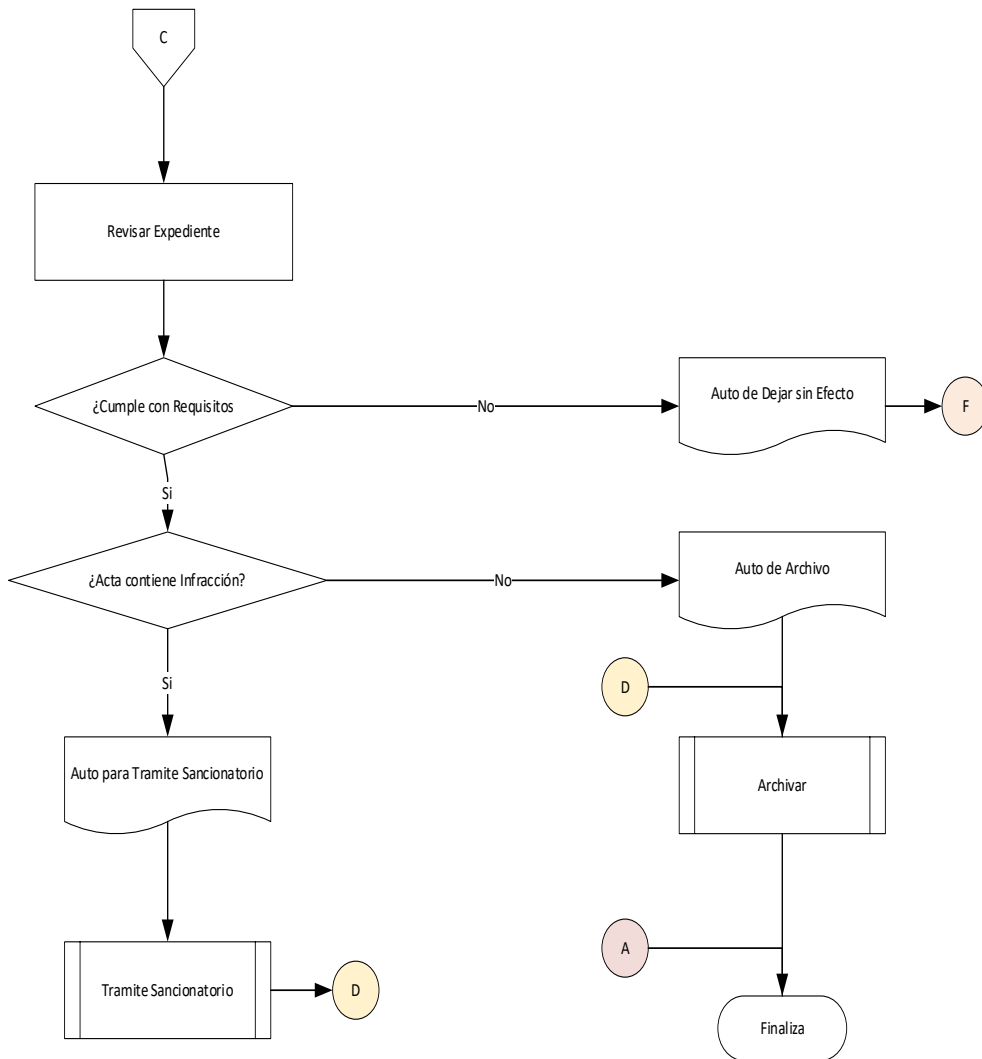 C
Revisar Expediente
¿Cumple con Requisitos
No
Auto de Dejar sin Efecto
F
Si
¿Acta contiene Infracción?
No
Auto de Archivo
Si
D
Auto para Tramite Sancionatorio
Archivar
A
Tramite Sancionatorio
D
Finaliza